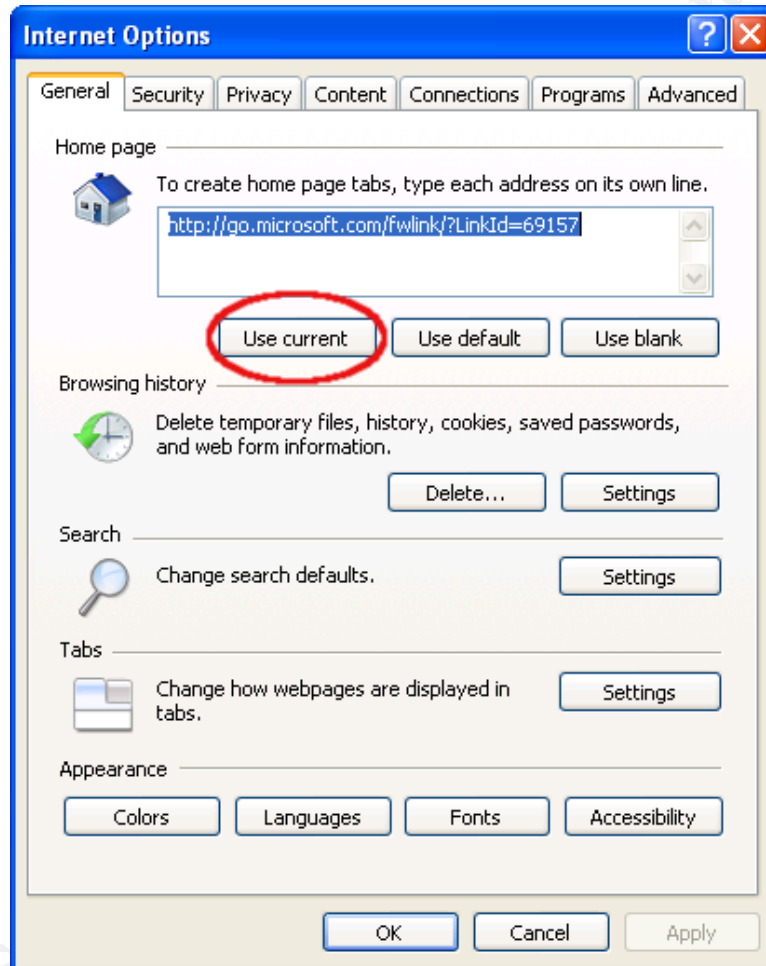 Internet Options
?
General Security Privacy Content Connections Programs Advanced
Home page
To create home page tabs, type each address on its own line.
http://go.microsoft.com/fwlink/?LinkId=69157
Use current Use default Use blank
Browsing history
Delete temporary files, history, cookies, saved passwords,
and web form information.
Delete... Settings
Search
Change search defaults. Settings
Tabs
Change how webpages are displayed in
tabs.
Settings
Appearance
Colors Languages Fonts Accessibility
OK Cancel Apply